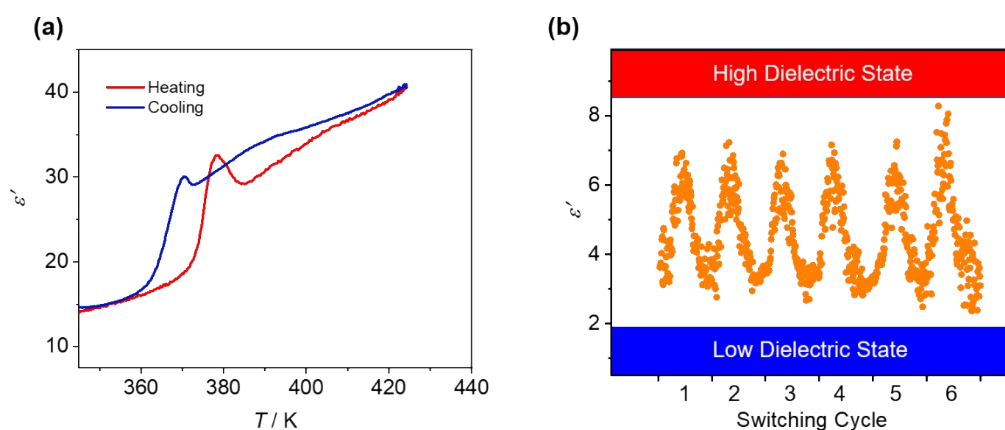 (a)
40
30
20
10
ε′
Heating
Cooling
360
380
400
420
440
T / K
(b)
High Dielectric State
8
6
4
2
ε′
Low Dielectric State
1 2 3 4 5 6
Switching Cycle